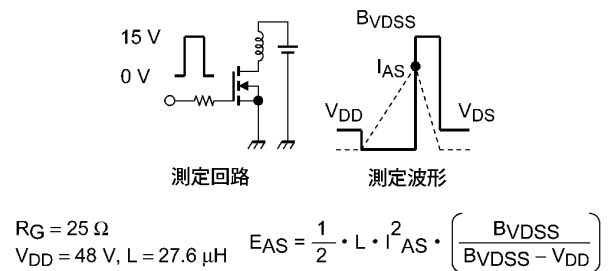 15 V
0 V
測定回路
BVDSS
IAS
VDD
VDS
測定波形
RG = 25 Ω
VDD = 48 V, L = 27.6 μH
EAS = 1/2 • L • I²AS • (BVDSS / (BVDSS − VDD))